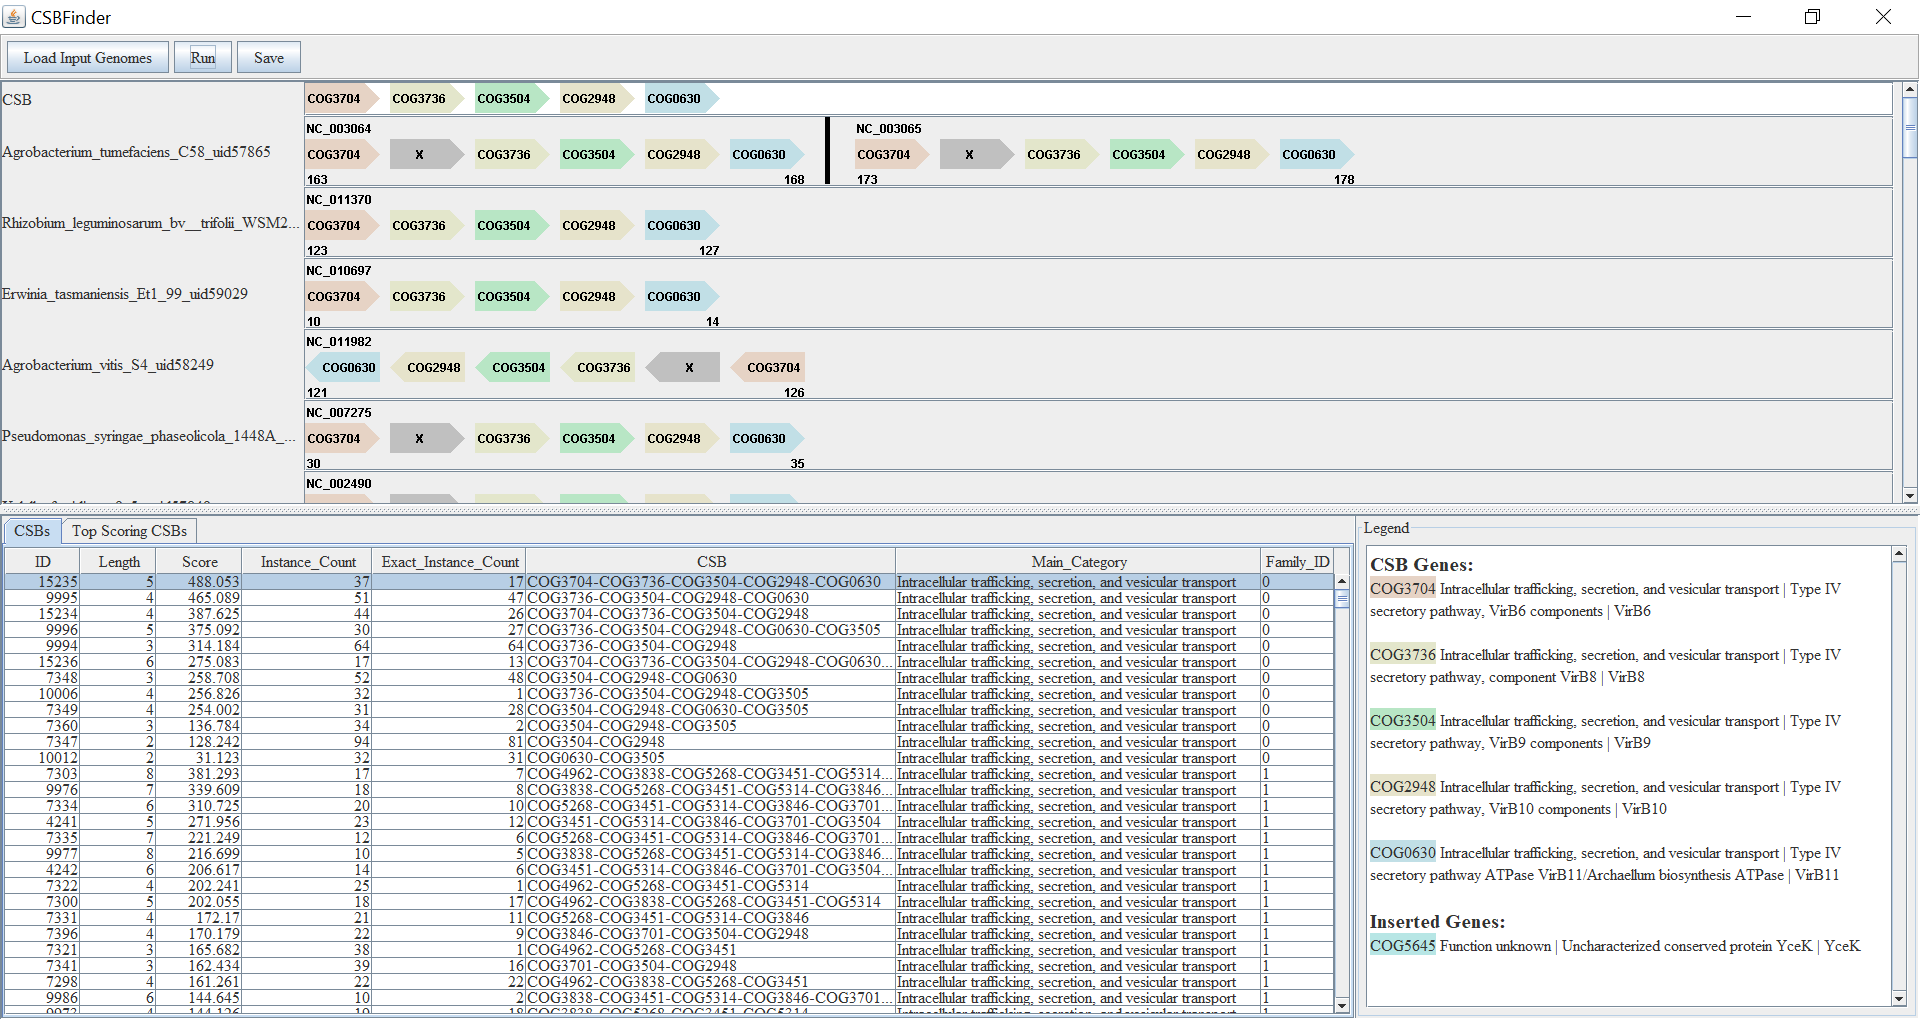 CSBFinder
Load Input Genomes Run Save
CSB COG3704 COG3736 COG3504 COG2948 COG0630
NC_003064 NC_003065
Agrobacterium_tumefaciens_C58_uid57865 COG3704 X COG3736 COG3504 COG2948 COG0630 COG3704 X COG3736 COG3504 COG2948 COG0630
163 168 173 178
NC_011370
Rhizobium_leguminosarum_bv__trifolii_WSM2... COG3704 COG3736 COG3504 COG2948 COG0630
123 127
NC_010697
Erwinia_tasmaniensis_Et1_99_uid59029 COG3704 COG3736 COG3504 COG2948 COG0630
10 14
NC_011982
Agrobacterium_vitis_S4_uid58249 COG0630 COG2948 COG3504 COG3736 X COG3704
121 126
NC_007275
Pseudomonas_syringae_phaseolicola_1448A_... COG3704 X COG3736 COG3504 COG2948 COG0630
30 35
NC_002490
CSBs Top Scoring CSBs
ID Length Score Instance_Count Exact_Instance_Count CSB Main_Category Family_ID
15235 5 488.053 37 17 COG3704-COG3736-COG3504-COG2948-COG0630 Intracellular trafficking, secretion, and vesicular transport 0
9995 4 465.089 51 47 COG3736-COG3504-COG2948-COG0630 Intracellular trafficking, secretion, and vesicular transport 0
15234 4 387.625 44 26 COG3704-COG3736-COG3504-COG2948 Intracellular trafficking, secretion, and vesicular transport 0
9996 5 375.092 30 27 COG3736-COG3504-COG2948-COG0630-COG3505 Intracellular trafficking, secretion, and vesicular transport 0
9994 3 314.184 64 64 COG3736-COG3504-COG2948 Intracellular trafficking, secretion, and vesicular transport 0
15236 6 275.083 17 13 COG3704-COG3736-COG3504-COG2948-COG0630... Intracellular trafficking, secretion, and vesicular transport 0
7348 3 258.708 52 48 COG3504-COG2948-COG0630 Intracellular trafficking, secretion, and vesicular transport 0
10006 4 256.826 32 1 COG3736-COG3504-COG2948-COG3505 Intracellular trafficking, secretion, and vesicular transport 0
7349 4 254.002 31 28 COG3504-COG2948-COG0630-COG3505 Intracellular trafficking, secretion, and vesicular transport 0
7360 3 136.784 34 2 COG3504-COG2948-COG3505 Intracellular trafficking, secretion, and vesicular transport 0
7347 2 128.242 94 81 COG3504-COG2948 Intracellular trafficking, secretion, and vesicular transport 0
10012 2 31.123 32 31 COG0630-COG3505 Intracellular trafficking, secretion, and vesicular transport 0
7303 8 381.293 17 7 COG4962-COG3838-COG5268-COG3451-COG5314... Intracellular trafficking, secretion, and vesicular transport 1
9976 7 339.609 18 8 COG3838-COG5268-COG3451-COG5314-COG3846... Intracellular trafficking, secretion, and vesicular transport 1
7334 6 310.725 20 10 COG5268-COG3451-COG5314-COG3846-COG3701... Intracellular trafficking, secretion, and vesicular transport 1
4241 5 271.956 23 12 COG3451-COG5314-COG3846-COG3701-COG3504 Intracellular trafficking, secretion, and vesicular transport 1
7335 7 221.249 12 6 COG5268-COG3451-COG5314-COG3846-COG3701... Intracellular trafficking, secretion, and vesicular transport 1
9977 8 216.699 10 5 COG3838-COG5268-COG3451-COG5314-COG3846... Intracellular trafficking, secretion, and vesicular transport 1
4242 6 206.617 14 6 COG3451-COG5314-COG3846-COG3701-COG3504... Intracellular trafficking, secretion, and vesicular transport 1
7322 4 202.241 25 1 COG4962-COG5268-COG3451-COG5314 Intracellular trafficking, secretion, and vesicular transport 1
7300 5 202.055 18 17 COG4962-COG3838-COG5268-COG3451-COG5314 Intracellular trafficking, secretion, and vesicular transport 1
7331 4 172.17 21 11 COG5268-COG3451-COG5314-COG3846 Intracellular trafficking, secretion, and vesicular transport 1
7396 4 170.179 22 9 COG3846-COG3701-COG3504-COG2948 Intracellular trafficking, secretion, and vesicular transport 1
7321 3 165.682 38 1 COG4962-COG5268-COG3451 Intracellular trafficking, secretion, and vesicular transport 1
7341 3 162.434 39 16 COG3701-COG3504-COG2948 Intracellular trafficking, secretion, and vesicular transport 1
7298 4 161.261 22 22 COG4962-COG3838-COG5268-COG3451 Intracellular trafficking, secretion, and vesicular transport 1
9986 6 144.645 10 2 COG3838-COG3451-COG5314-COG3846-COG3701... Intracellular trafficking, secretion, and vesicular transport 1
Legend
CSB Genes:
COG3704 Intracellular trafficking, secretion, and vesicular transport | Type IV
secretory pathway, VirB6 components | VirB6
COG3736 Intracellular trafficking, secretion, and vesicular transport | Type IV
secretory pathway, component VirB8 | VirB8
COG3504 Intracellular trafficking, secretion, and vesicular transport | Type IV
secretory pathway, VirB9 components | VirB9
COG2948 Intracellular trafficking, secretion, and vesicular transport | Type IV
secretory pathway, VirB10 components | VirB10
COG0630 Intracellular trafficking, secretion, and vesicular transport | Type IV
secretory pathway ATPase VirB11/Archaellum biosynthesis ATPase | VirB11
Inserted Genes:
COG5645 Function unknown | Uncharacterized conserved protein YceK | YceK